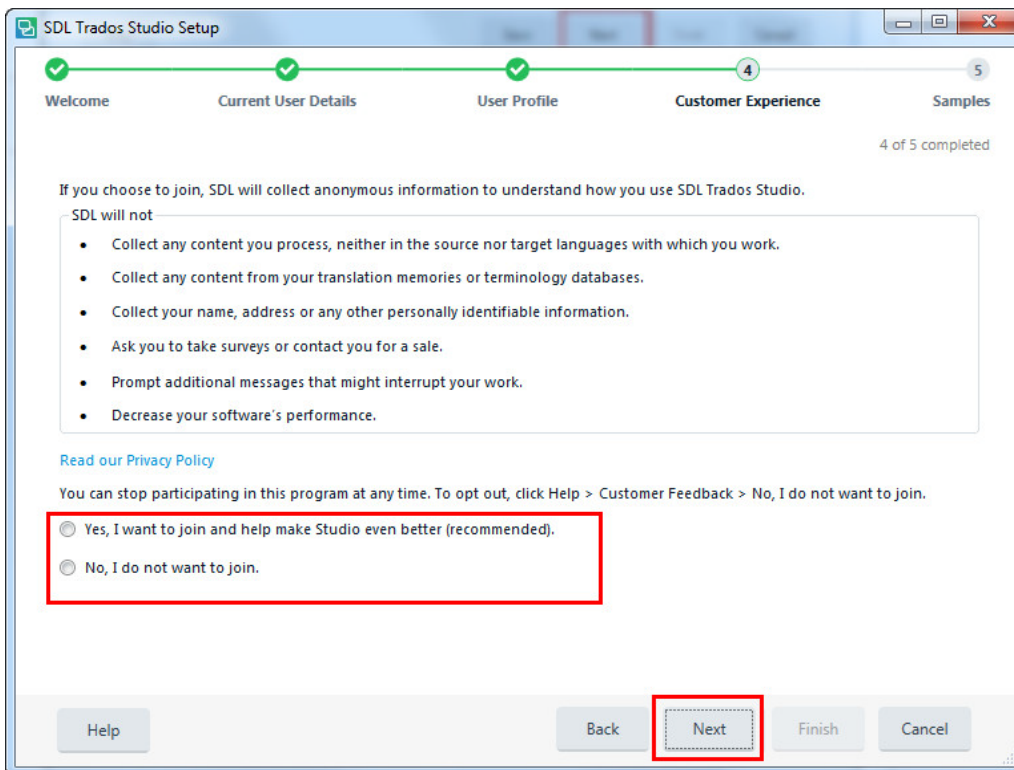 SDL Trados Studio Setup
4
5
Welcome
Current User Details
User Profile
Customer Experience
Samples
4 of 5 completed
If you choose to join, SDL will collect anonymous information to understand how you use SDL Trados Studio.
SDL will not
• Collect any content you process, neither in the source nor target languages with which you work.
• Collect any content from your translation memories or terminology databases.
• Collect your name, address or any other personally identifiable information.
• Ask you to take surveys or contact you for a sale.
• Prompt additional messages that might interrupt your work.
• Decrease your software's performance.
Read our Privacy Policy
You can stop participating in this program at any time. To opt out, click Help > Customer Feedback > No, I do not want to join.
Yes, I want to join and help make Studio even better (recommended).
No, I do not want to join.
Help
Back
Next
Finish
Cancel